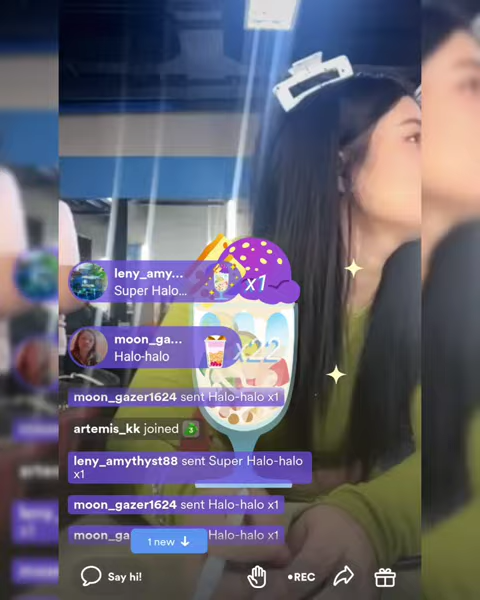 leny_amy...
Super Halo...
x1
moon_ga...
Halo-halo
x22
moon_gazer1624 sent Halo-halo x1
artemis_kk joined 3
leny_amythyst88 sent Super Halo-halo
x1
moon_gazer1624 sent Halo-halo x1
moon_ga Halo-halo x1
1 new
Say hi!
REC